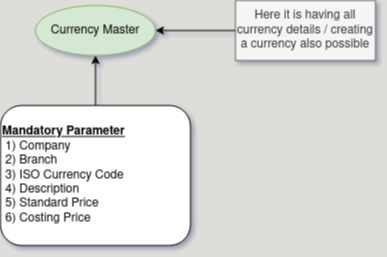 Currency Master
Here it is having all
currency details / creating
a currency also possible
Mandatory Parameter
1) Company
2) Branch
3) ISO Currency Code
4) Description
5) Standard Price
6) Costing Price